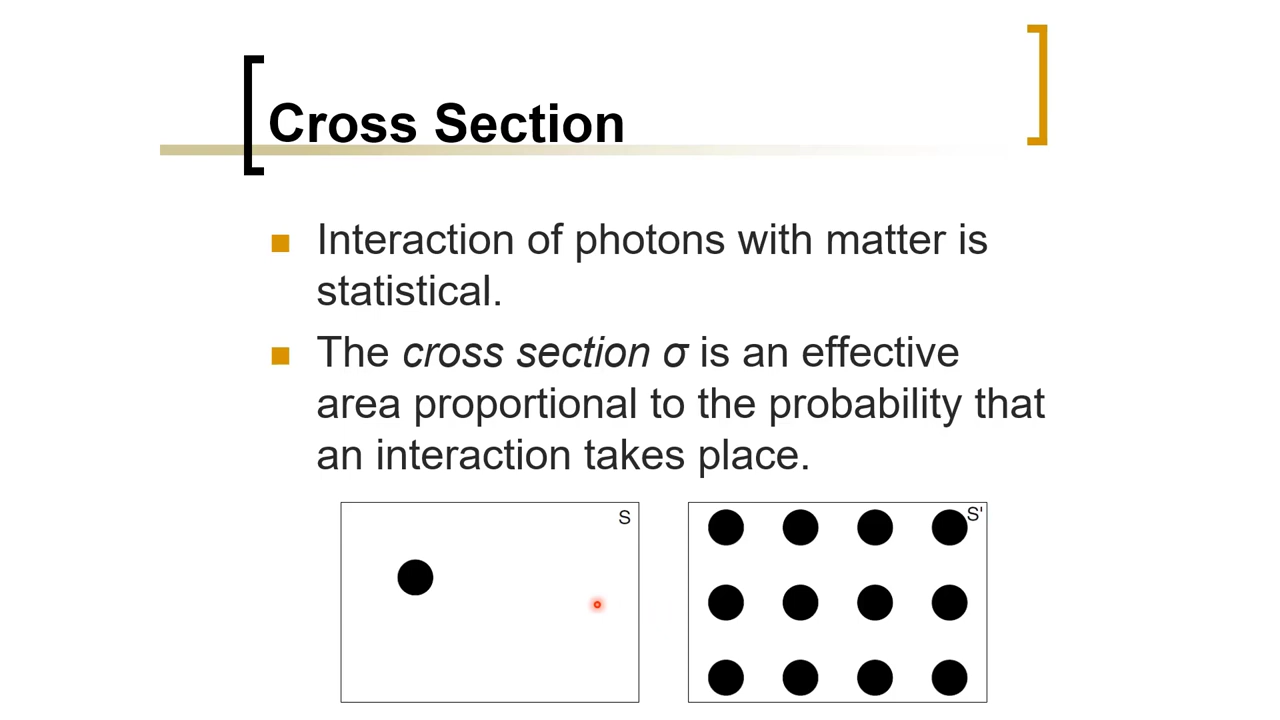 Cross Section
Interaction of photons with matter is
statistical.
The cross section σ is an effective
area proportional to the probability that
an interaction takes place.
S
S'